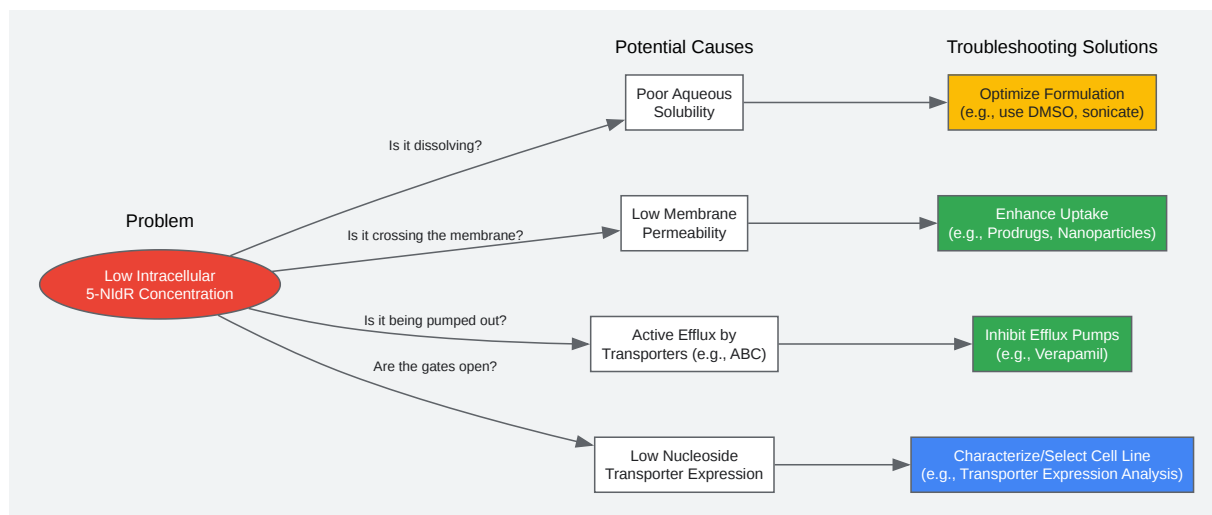 Potential Causes
Troubleshooting Solutions
Poor Aqueous
Solubility
Optimize Formulation
(e.g., use DMSO, sonicate)
Is it dissolving?
Problem
Low Membrane
Permeability
Enhance Uptake
(e.g., Prodrugs, Nanoparticles)
Is it crossing the membrane?
Low Intracellular
5-NIdR Concentration
Is it being pumped out?
Active Efflux by
Transporters (e.g., ABC)
Inhibit Efflux Pumps
(e.g., Verapamil)
Are the gates open?
Low Nucleoside
Transporter Expression
Characterize/Select Cell Line
(e.g., Transporter Expression Analysis)